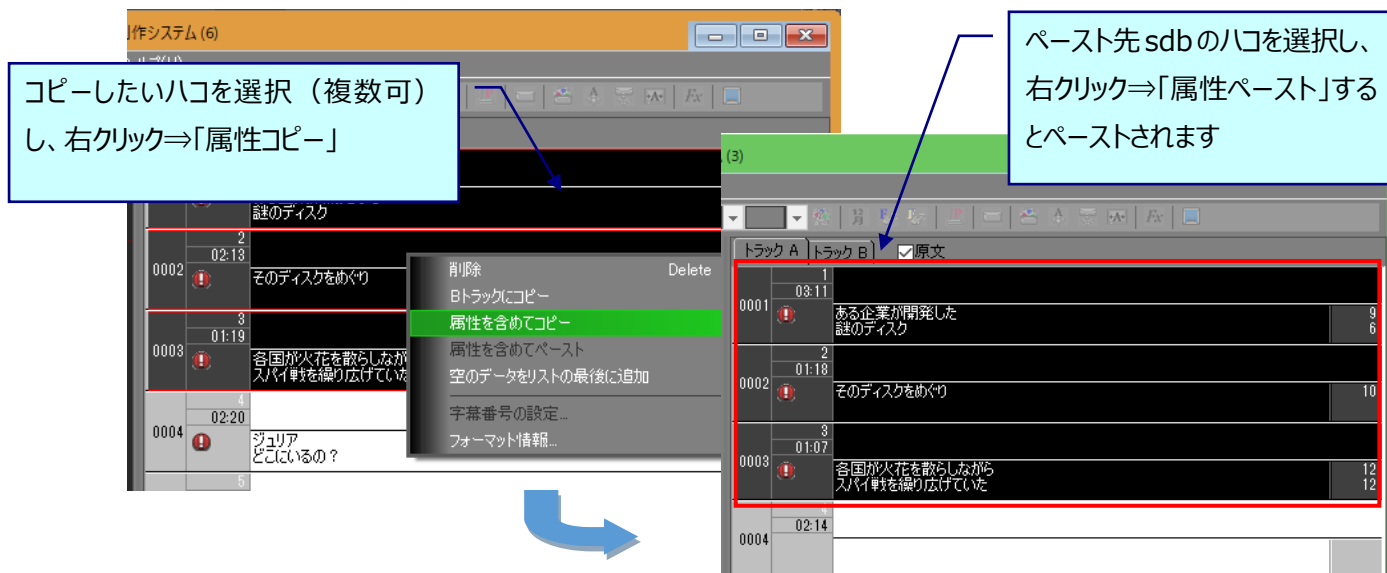 作システム (6)
コピーしたいハコを選択（複数可）
し、右クリック⇒「属性コピー」
謎のディスク
2
02:13
0002
そのディスクをめぐり
3
01:19
0003
各国が火花を散らしなが
スパイ戦を繰り広げていた
4
02:20
0004
ジュリア
どこにいるの？
5
削除 Delete
Bトラックにコピー
属性を含めてコピー
属性を含めてペースト
空のデータをリストの最後に追加
字幕番号の設定...
フォーマット情報...
ペースト先 sdb のハコを選択し、
右クリック⇒「属性ペースト」する
とペーストされます
(3)
Fx
Fx
トラック A トラック B 原文
1
03:11
0001
ある企業が開発した 9
謎のディスク 6
2
01:18
0002
そのディスクをめぐり 10
3
01:07
0003
各国が火花を散らしながら 12
スパイ戦を繰り広げていた 12
4
02:14
0004